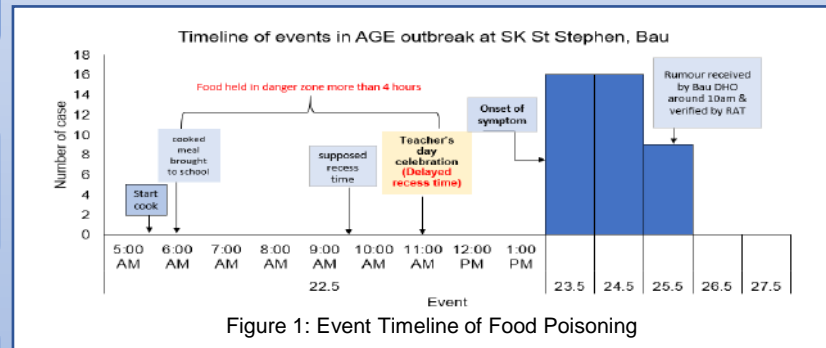 Timeline of events in AGE outbreak at SK St Stephen, Bau
Number of case
18
16
14
12
10
8
6
4
2
0
Food held in danger zone more than 4 hours
Start
cook
cooked
meal
brought
to school
supposed
recess
time
Teacher's
day
celebration
(Delayed
recess time)
Onset of
symptom
Rumour received
by Bau DHO
around 10am &
verified by RAT
5:00 6:00 7:00 8:00 9:00 10:00 11:00 12:00 1:00
AM AM AM AM AM AM AM PM PM
22.5 23.5 24.5 25.5 26.5 27.5
Event
Figure 1: Event Timeline of Food Poisoning